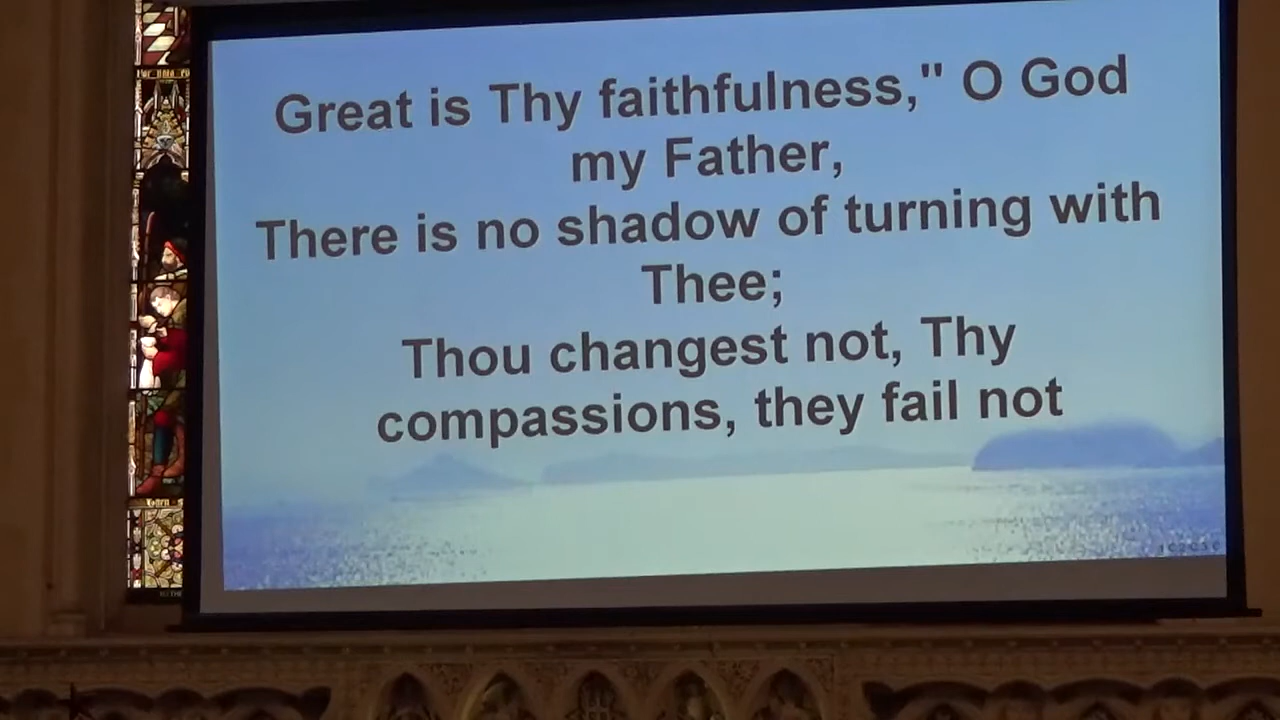 Great is Thy faithfulness," O God
my Father,
There is no shadow of turning with
Thee;
Thou changest not, Thy
compassions, they fail not